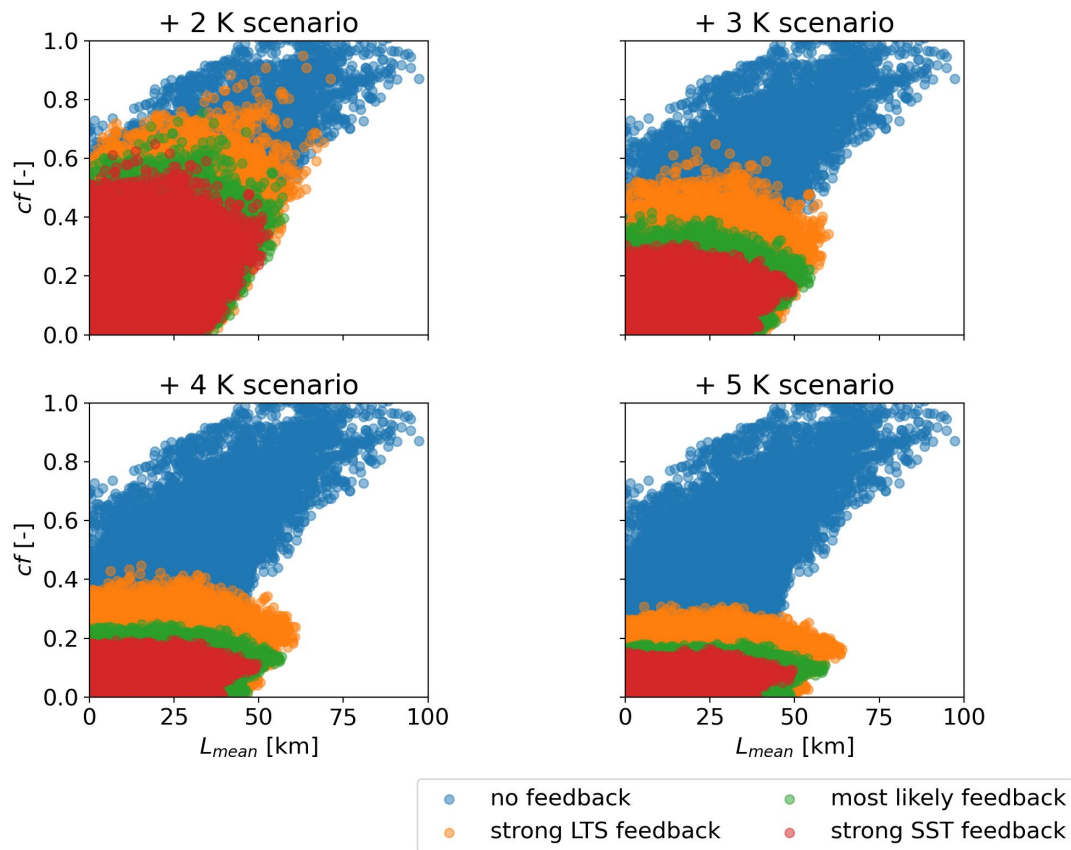 + 2 K scenario
+ 3 K scenario
1.0
0.8
0.6
0.4
0.2
0.0
cf [-]
+ 4 K scenario
+ 5 K scenario
1.0
0.8
0.6
0.4
0.2
0.0
cf [-]
0 25 50 75 100
0 25 50 75 100
L_mean [km]
L_mean [km]
no feedback
most likely feedback
strong LTS feedback
strong SST feedback